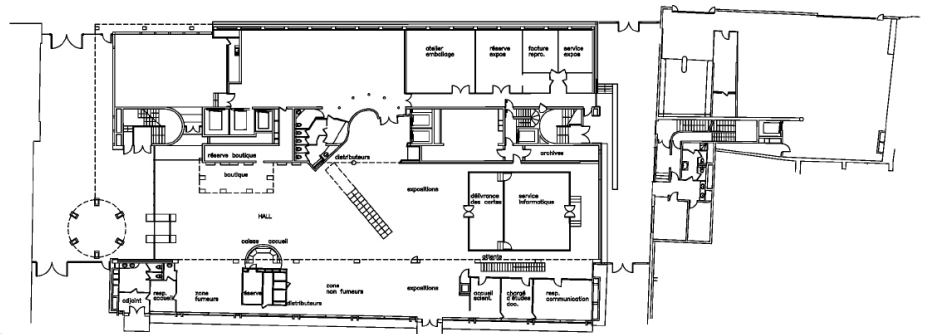 atelier
emballage
réserve
expos
facture
repro.
service
expos
réserve boutique
distributeurs
archives
boutique
expositions
délivrance
des cartes
service
informatique
HALL
caisse accueil
attente
adjoint
resp.
accueil
zone
fumeurs
réserve
distributeurs
zone
non fumeurs
expositions
accueil
scient.
chargé
d'études
doc.
resp.
communication